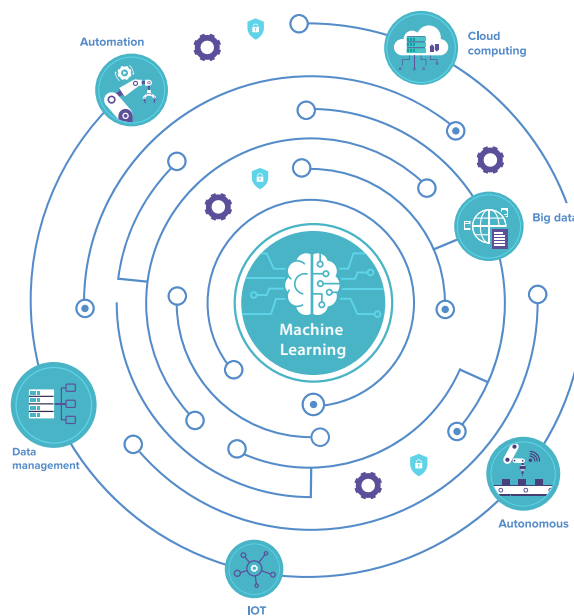 Automation
Cloud
computing
Big data
Machine
Learning
Data
management
Autonomous
IOT